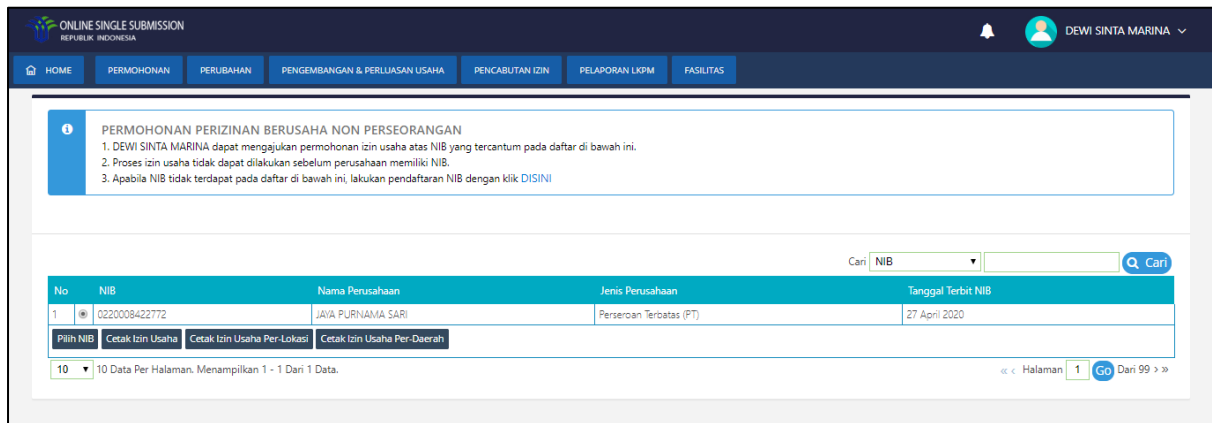 ONLINE SINGLE SUBMISSION
REPUBLIK INDONESIA
DEWI SINTA MARINA
HOME PERMOHONAN PERUBAHAN PENGEMBANGAN & PERLUASAN USAHA PENCABUTAN IZIN PELAPORAN LKPM FASILITAS
PERMOHONAN PERIZINAN BERUSAHA NON PERSEORANGAN
1. DEWI SINTA MARINA dapat mengajukan permohonan izin usaha atas NIB yang tercantum pada daftar di bawah ini.
2. Proses izin usaha tidak dapat dilakukan sebelum perusahaan memiliki NIB.
3. Apabila NIB tidak terdapat pada daftar di bawah ini, lakukan pendaftaran NIB dengan klik DISINI
Cari NIB Cari
No NIB Nama Perusahaan Jenis Perusahaan Tanggal Terbit NIB
1 0220008422772 JAYA PURNAMA SARI Perseroan Terbatas (PT) 27 April 2020
Pilih NIB Cetak Izin Usaha Cetak Izin Usaha Per-Lokasi Cetak Izin Usaha Per-Daerah
10 10 Data Per Halaman. Menampilkan 1 - 1 Dari 1 Data. « ‹ Halaman 1 Go Dari 99 › »